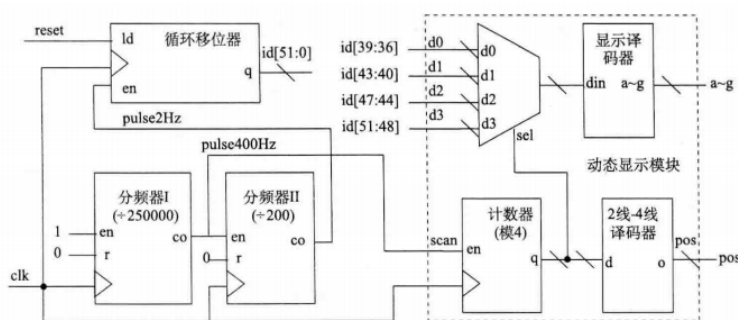 reset
ld
循环移位器
id[51:0]
q
en
pulse2Hz
pulse400Hz
id[39:36]
d0
d0
id[43:40]
d1
d1
id[47:44]
d2
d2
id[51:48]
d3
d3
sel
显示译
码器
din
a~g
a~g
动态显示模块
分频器I
(÷250000)
1
en
co
0
r
分频器II
(÷200)
en
co
0
r
scan
计数器
(模4)
en
q
2线-4线
译码器
d
o
pos
pos
clk